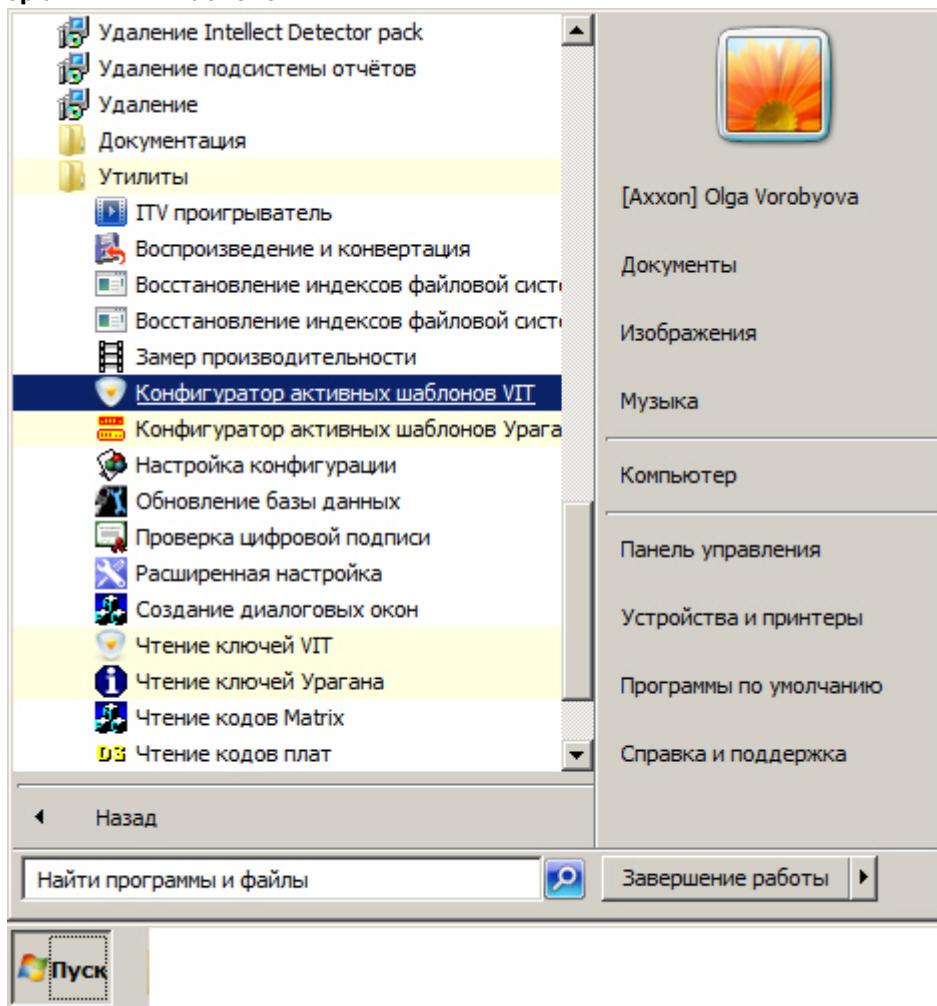 Удаление Intellect Detector pack
Удаление подсистемы отчётов
Удаление
Документация
Утилиты
ITV проигрыватель
Воспроизведение и конвертация
Восстановление индексов файловой сист
Восстановление индексов файловой сист
Замер производительности
Конфигуратор активных шаблонов VIT
Конфигуратор активных шаблонов Урага
Настройка конфигурации
Обновление базы данных
Проверка цифровой подписи
Расширенная настройка
Создание диалоговых окон
Чтение ключей VIT
Чтение ключей Урагана
Чтение кодов Matrix
Чтение кодов плат
Назад
Найти программы и файлы
[Axxon] Olga Vorobyova
Документы
Изображения
Музыка
Компьютер
Панель управления
Устройства и принтеры
Программы по умолчанию
Справка и поддержка
Завершение работы
Пуск